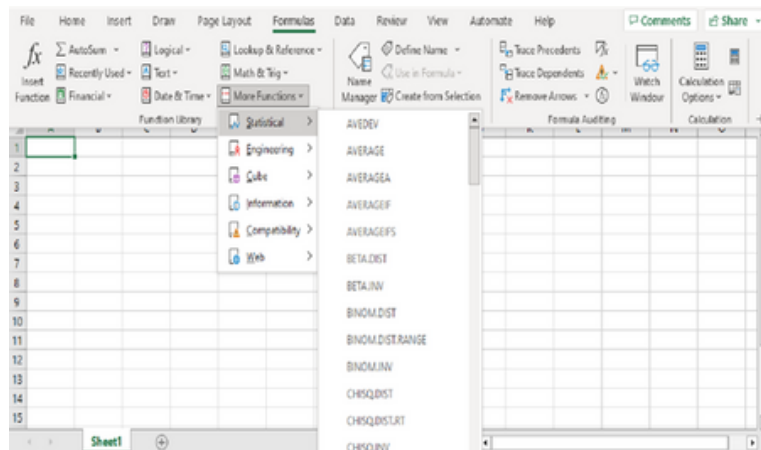 File Home Insert Draw Page Layout Formulas Data Review View Automate Help Comments Share
fx Insert Function
AutoSum
Recently Used
Financial
Logical
Text
Date & Time
Lookup & Reference
Math & Trig
More Functions
Function Library
Name Manager
Define Name
Use in Formula
Create from Selection
Trace Precedents
Trace Dependents
Remove Arrows
Formula Auditing
Watch Window
Calculation Options
Calculation
Statistical
Engineering
Cube
Information
Compatibility
Web
AVEDEV
AVERAGE
AVERAGEA
AVERAGEIF
AVERAGEIFS
BETA.DIST
BETA.INV
BINOM.DIST
BINOM.DIST.RANGE
BINOM.INV
CHISQ.DIST
CHISQ.DIST.RT
CHISQ.INV
1
2
3
4
5
6
7
8
9
10
11
12
13
14
15
Sheet1